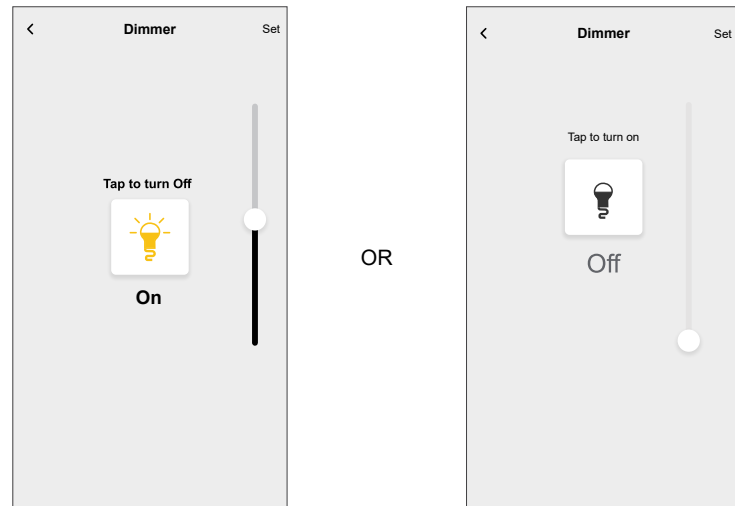 Dimmer
Set
Tap to turn Off
On
OR
Dimmer
Set
Tap to turn on
Off